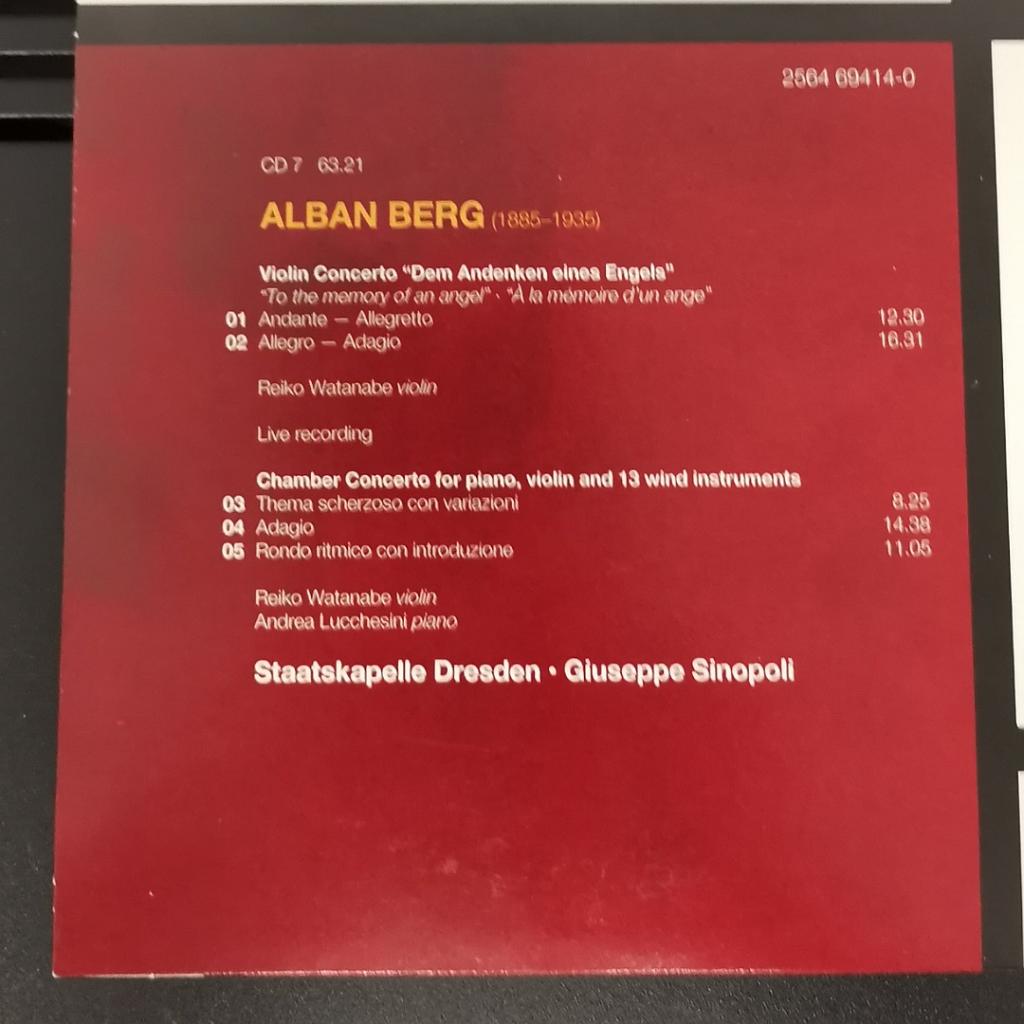 2564 69414-0
CD 7 63.21
ALBAN BERG (1885–1935)
Violin Concerto “Dem Andenken eines Engels”
“To the memory of an angel” · “À la mémoire d’un ange”
01 Andante – Allegretto 12.30
02 Allegro – Adagio 16.31
Reiko Watanabe violin
Live recording
Chamber Concerto for piano, violin and 13 wind instruments
03 Thema scherzoso con variazioni 8.25
04 Adagio 14.38
05 Rondo ritmico con introduzione 11.05
Reiko Watanabe violin
Andrea Lucchesini piano
Staatskapelle Dresden · Giuseppe Sinopoli